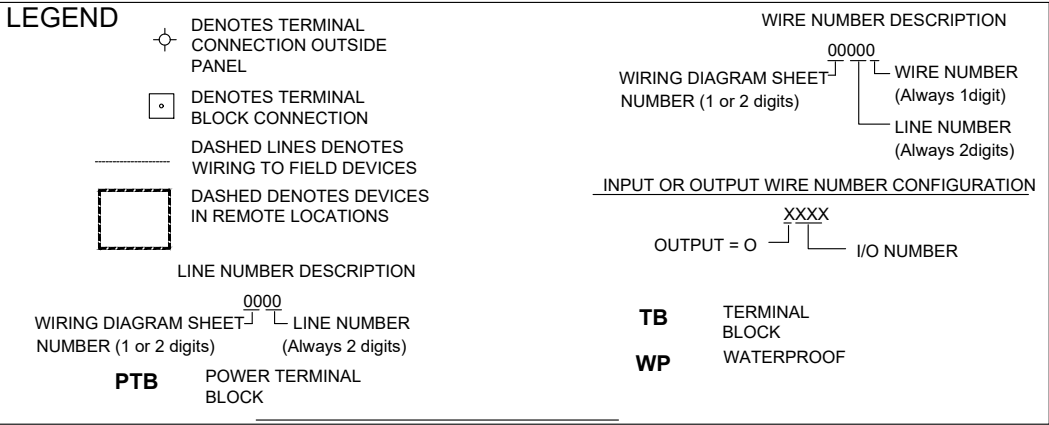 LEGEND
DENOTES TERMINAL
CONNECTION OUTSIDE
PANEL
DENOTES TERMINAL
BLOCK CONNECTION
DASHED LINES DENOTES
WIRING TO FIELD DEVICES
DASHED DENOTES DEVICES
IN REMOTE LOCATIONS
LINE NUMBER DESCRIPTION
0000
WIRING DIAGRAM SHEET
NUMBER (1 or 2 digits)
LINE NUMBER
(Always 2 digits)
PTB
POWER TERMINAL
BLOCK
WIRE NUMBER DESCRIPTION
00000
WIRING DIAGRAM SHEET
NUMBER (1 or 2 digits)
WIRE NUMBER
(Always 1digit)
LINE NUMBER
(Always 2digits)
INPUT OR OUTPUT WIRE NUMBER CONFIGURATION
XXXX
OUTPUT = O
I/O NUMBER
TB
TERMINAL
BLOCK
WP
WATERPROOF